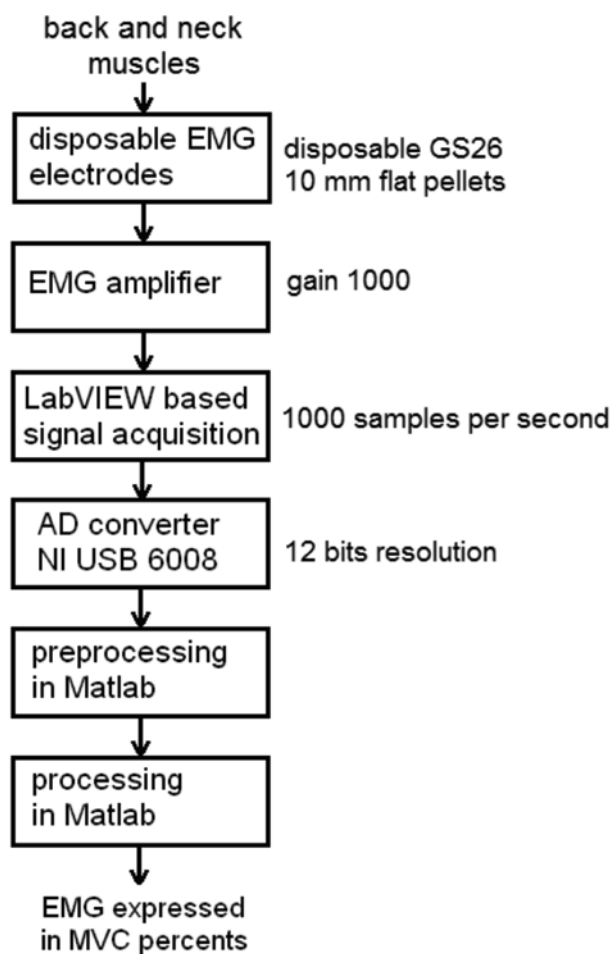 back and neck
muscles
disposable EMG
electrodes
disposable GS26
10 mm flat pellets
EMG amplifier
gain 1000
LabVIEW based
signal acquisition
1000 samples per second
AD converter
NI USB 6008
12 bits resolution
preprocessing
in Matlab
processing
in Matlab
EMG expressed
in MVC percents